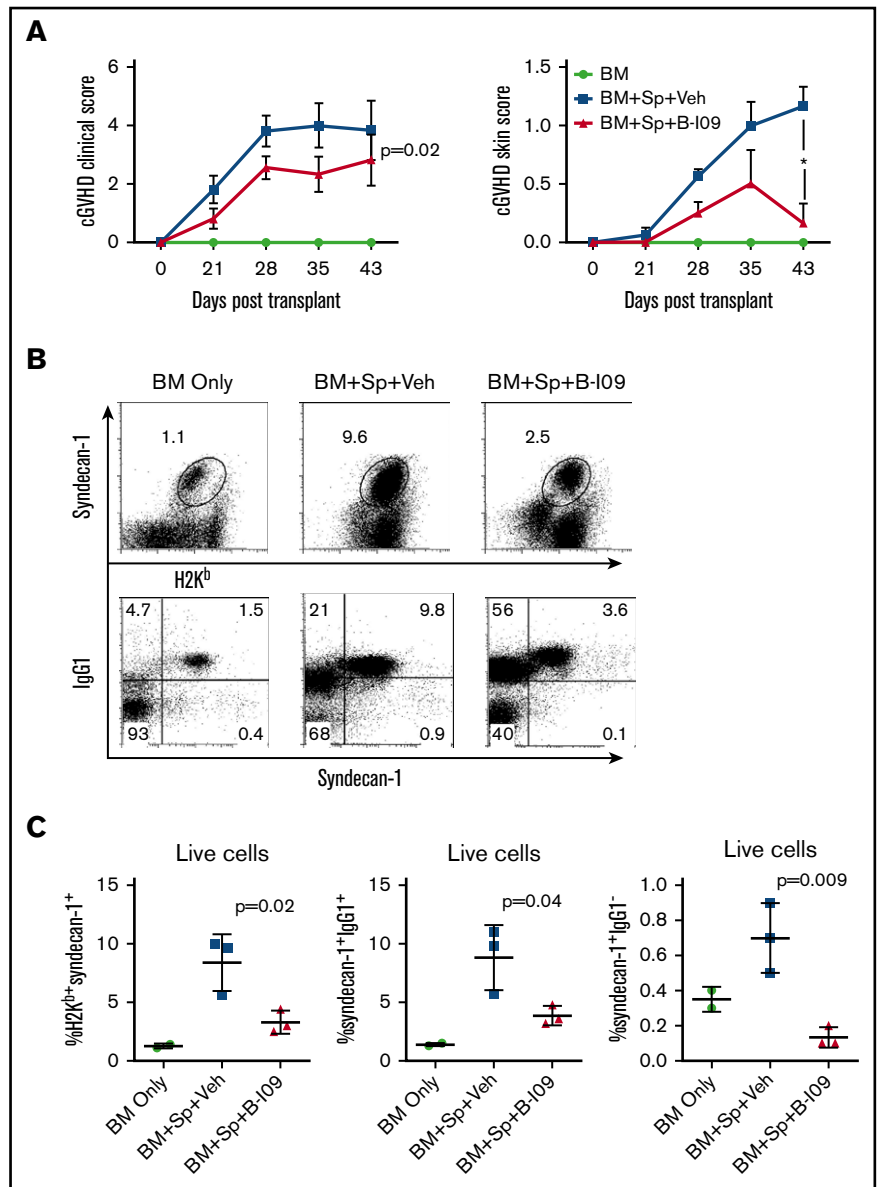 A
cGVHD clinical score
6
4
2
0
0 21 28 35 43
Days post transplant
p=0.02
cGVHD skin score
1.5
1.0
0.5
0.0
0 21 28 35 43
Days post transplant
BM
BM+Sp+Veh
BM+Sp+B-I09
*
B
BM Only BM+Sp+Veh BM+Sp+B-I09
Syndecan-1
1.1 9.6 2.5
H2Kb
IgG1
4.7 1.5 21 9.8 56 3.6
93 0.4 68 0.9 40 0.1
Syndecan-1
C
Live cells
%H2Kb+syndecan-1+
15
10
5
0
p=0.02
BM Only
BM+Sp+Veh
BM+Sp+B-I09
Live cells
%syndecan-1+IgG1+
15
10
5
0
p=0.04
BM Only
BM+Sp+Veh
BM+Sp+B-I09
Live cells
%syndecan-1+IgG1-
1.0
0.8
0.6
0.4
0.2
0.0
p=0.009
BM Only
BM+Sp+Veh
BM+Sp+B-I09